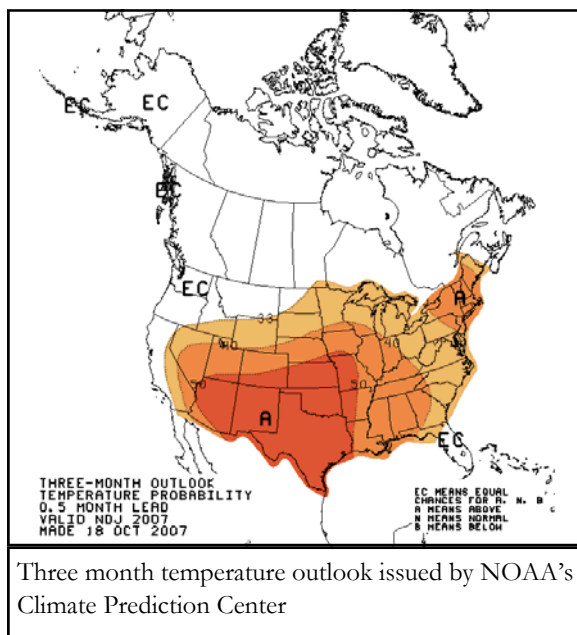 EC
EC
EC
EC
33
40
50
A
40
50
A
EC
THREE-MONTH OUTLOOK
TEMPERATURE PROBABILITY
0.5 MONTH LEAD
VALID NDJ 2007
MADE 18 OCT 2007
EC MEANS EQUAL
CHANCES FOR A, N, B
A MEANS ABOVE
N MEANS NORMAL
B MEANS BELOW
Three month temperature outlook issued by NOAA's
Climate Prediction Center